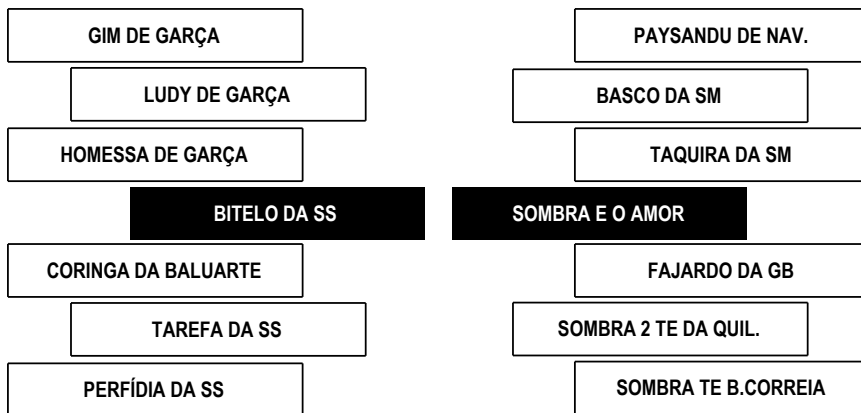 GIM DE GARÇA PAYSANDU DE NAV.
LUDY DE GARÇA BASCO DA SM
HOMESSA DE GARÇA TAQUIRA DA SM
BITELO DA SS SOMBRA E O AMOR
CORINGA DA BALUARTE FAJARDO DA GB
TAREFA DA SS SOMBRA 2 TE DA QUIL.
PERFÍDIA DA SS SOMBRA TE B.CORREIA